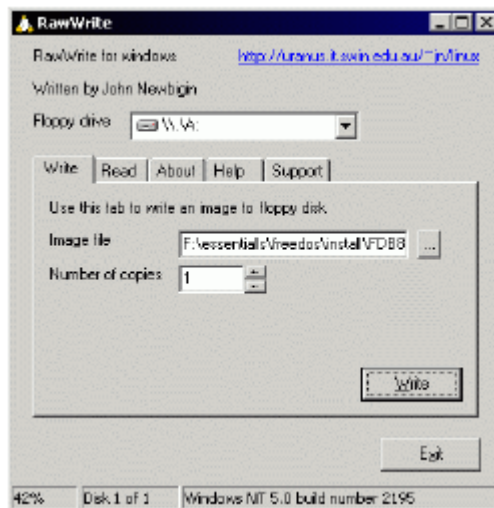 RawWrite
RawWrite for windows http://uranus.it.swin.edu.au/~jn/linux
Written by John Newbigin
Floppy drive \\.\A:
Write Read About Help Support
Use this tab to write an image to floppy disk.
Image file F:\essentials\freedos\install\FDB8 ...
Number of copies 1
Write
Exit
42% Disk 1 of 1 Windows NT 5.0 build number 2195